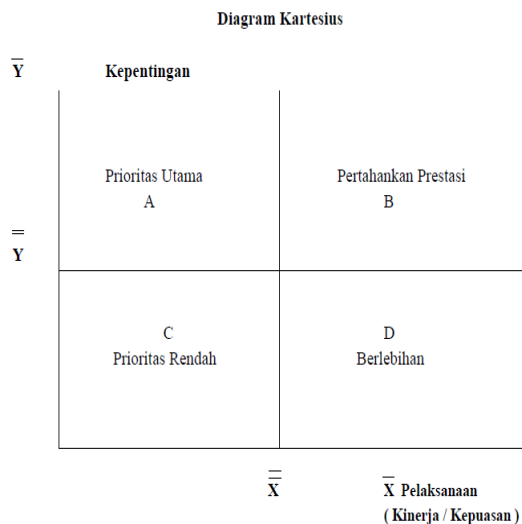 Diagram Kartesius
Y̅ Kepentingan
Prioritas Utama Pertahankan Prestasi
A B
Y̿
C D
Prioritas Rendah Berlebihan
X̿ X̅ Pelaksanaan
( Kinerja / Kepuasan )